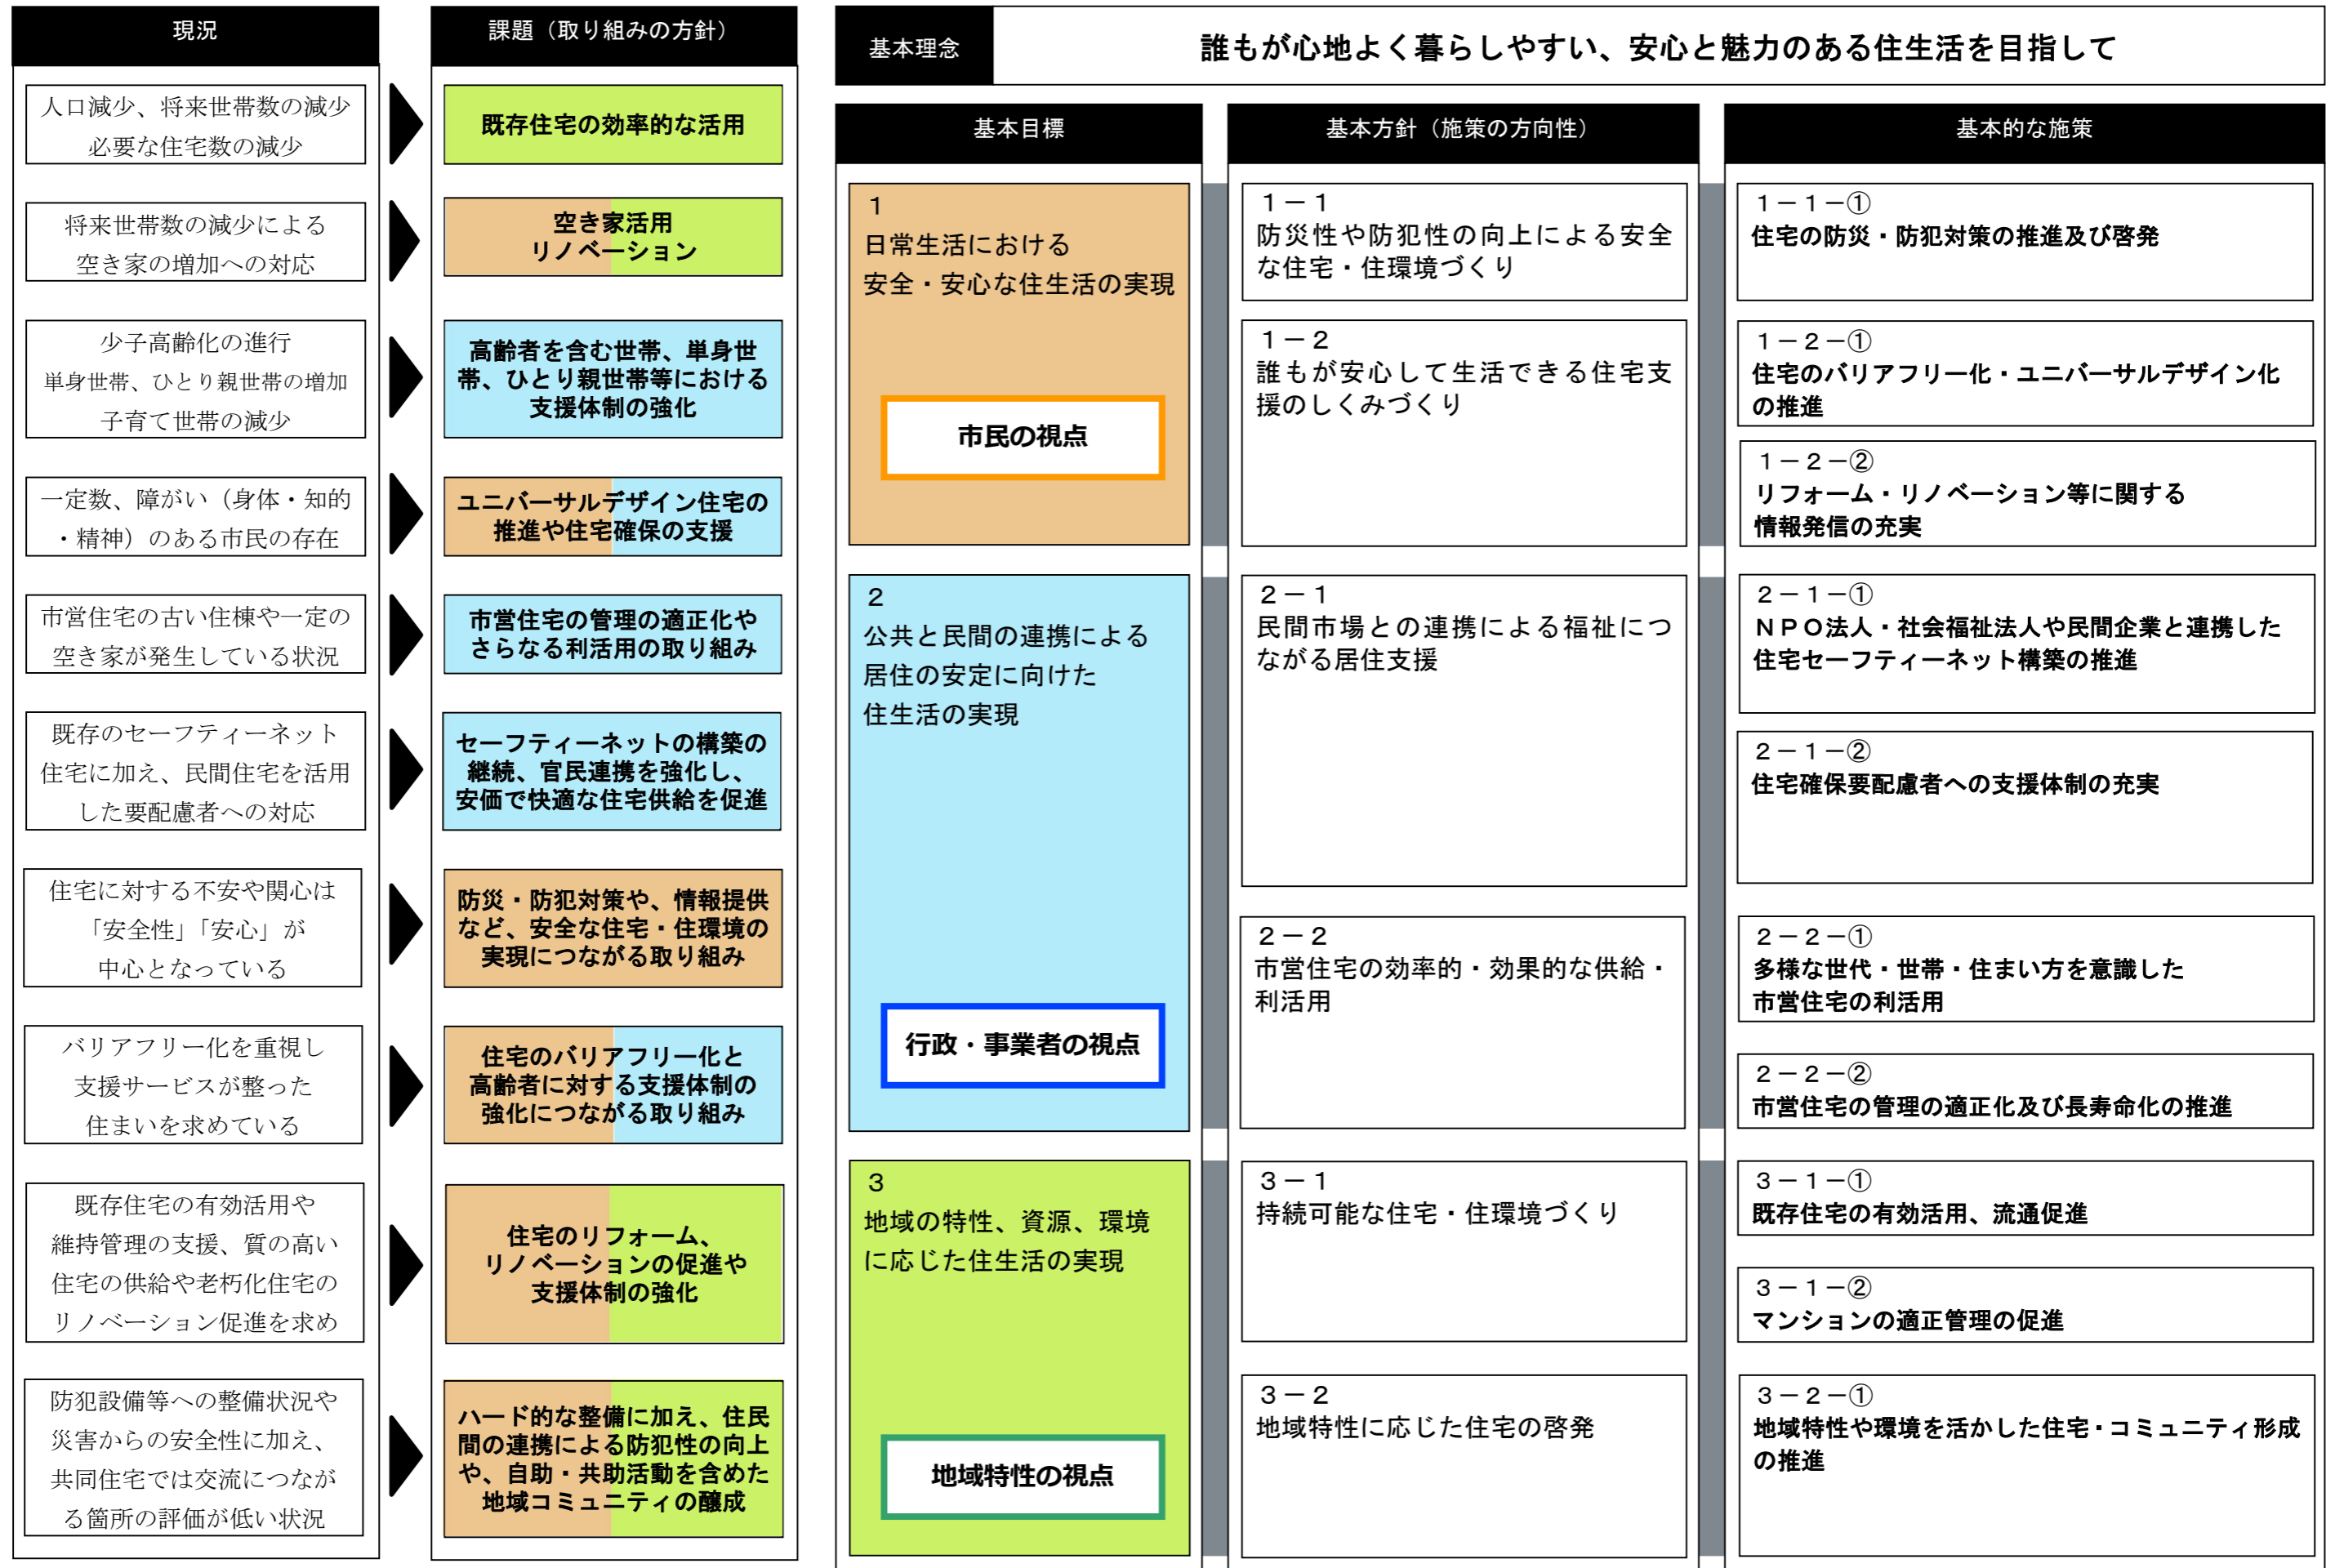 現況
人口減少、将来世帯数の減少
必要な住宅数の減少
将来世帯数の減少による
空き家の増加への対応
少子高齢化の進行
単身世帯、ひとり親世帯の増加
子育て世帯の減少
一定数、障がい（身体・知的
・精神）のある市民の存在
市営住宅の古い住棟や一定の
空き家が発生している状況
既存のセーフティーネット
住宅に加え、民間住宅を活用
した要配慮者への対応
住宅に対する不安や関心は
「安全性」「安心」が
中心となっている
バリアフリー化を重視し
支援サービスが整った
住まいを求めている
既存住宅の有効活用や
維持管理の支援、質の高い
住宅の供給や老朽化住宅の
リノベーション促進を求め
防犯設備等への整備状況や
災害からの安全性に加え、
共同住宅では交流につなが
る箇所の評価が低い状況
課題（取り組みの方針）
既存住宅の効率的な活用
空き家活用
リノベーション
高齢者を含む世帯、単身世
帯、ひとり親世帯等における
支援体制の強化
ユニバーサルデザイン住宅の
推進や住宅確保の支援
市営住宅の管理の適正化や
さらなる利活用の取り組み
セーフティーネットの構築の
継続、官民連携を強化し、
安価で快適な住宅供給を促進
防災・防犯対策や、情報提供
など、安全な住宅・住環境の
実現につながる取り組み
住宅のバリアフリー化と
高齢者に対する支援体制の
強化につながる取り組み
住宅のリフォーム、
リノベーションの促進や
支援体制の強化
ハード的な整備に加え、住民
間の連携による防犯性の向上
や、自助・共助活動を含めた
地域コミュニティの醸成
基本理念
誰もが心地よく暮らしやすい、安心と魅力のある住生活を目指して
基本目標
1
日常生活における
安全・安心な住生活の実現
市民の視点
2
公共と民間の連携による
居住の安定に向けた
住生活の実現
行政・事業者の視点
3
地域の特性、資源、環境
に応じた住生活の実現
地域特性の視点
基本方針（施策の方向性）
１－１
防災性や防犯性の向上による安全
な住宅・住環境づくり
１－２
誰もが安心して生活できる住宅支
援のしくみづくり
２－１
民間市場との連携による福祉につ
ながる居住支援
２－２
市営住宅の効率的・効果的な供給・
利活用
３－１
持続可能な住宅・住環境づくり
３－２
地域特性に応じた住宅の啓発
基本的な施策
１－１－①
住宅の防災・防犯対策の推進及び啓発
１－２－①
住宅のバリアフリー化・ユニバーサルデザイン化
の推進
１－２－②
リフォーム・リノベーション等に関する
情報発信の充実
２－１－①
ＮＰＯ法人・社会福祉法人や民間企業と連携した
住宅セーフティーネット構築の推進
２－１－②
住宅確保要配慮者への支援体制の充実
２－２－①
多様な世代・世帯・住まい方を意識した
市営住宅の利活用
２－２－②
市営住宅の管理の適正化及び長寿命化の推進
３－１－①
既存住宅の有効活用、流通促進
３－１－②
マンションの適正管理の促進
３－２－①
地域特性や環境を活かした住宅・コミュニティ形成
の推進